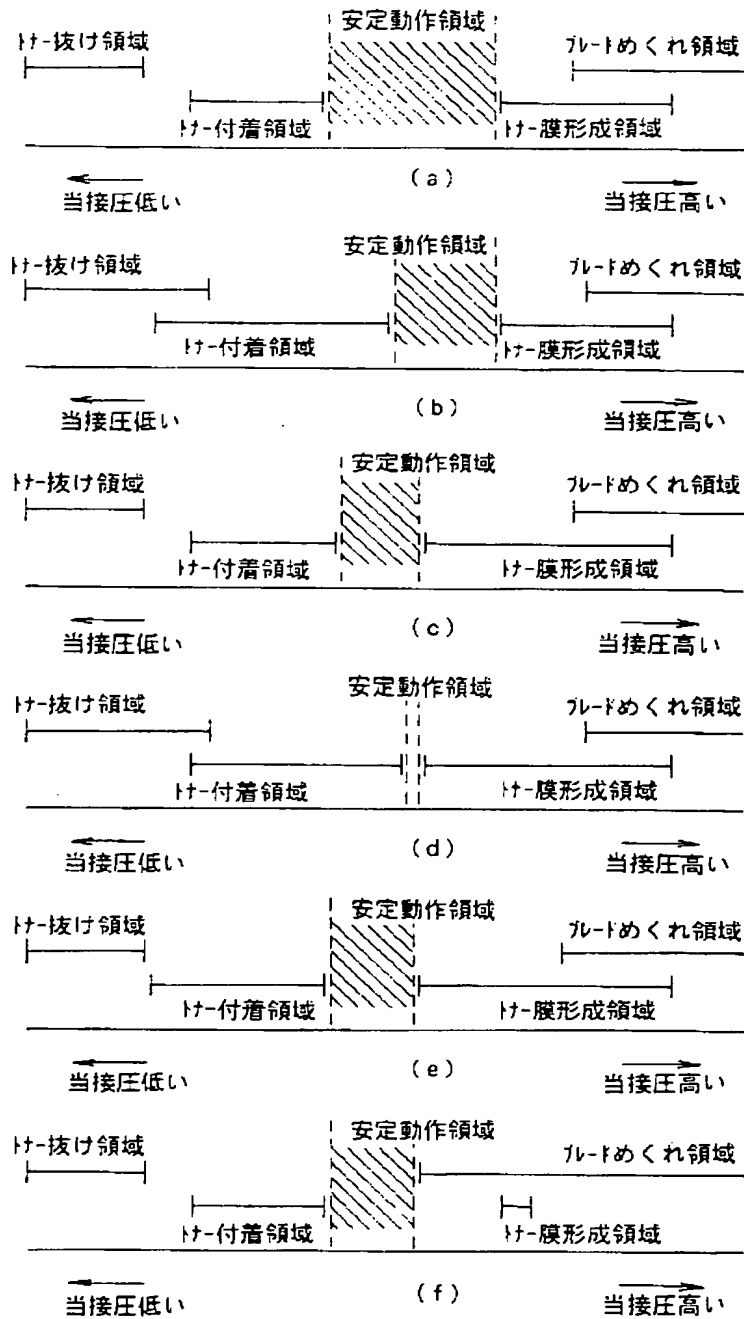 安定動作領域
トナー抜け領域
ブレードめくれ領域
トナー付着領域
トナー膜形成領域
(a)
当接圧低い
当接圧高い
安定動作領域
トナー抜け領域
ブレードめくれ領域
トナー付着領域
トナー膜形成領域
(b)
当接圧低い
当接圧高い
安定動作領域
トナー抜け領域
ブレードめくれ領域
トナー付着領域
トナー膜形成領域
(c)
当接圧低い
当接圧高い
安定動作領域
トナー抜け領域
ブレードめくれ領域
トナー付着領域
トナー膜形成領域
(d)
当接圧低い
当接圧高い
安定動作領域
トナー抜け領域
ブレードめくれ領域
トナー付着領域
トナー膜形成領域
(e)
当接圧低い
当接圧高い
安定動作領域
トナー抜け領域
ブレードめくれ領域
トナー付着領域
トナー膜形成領域
(f)
当接圧低い
当接圧高い